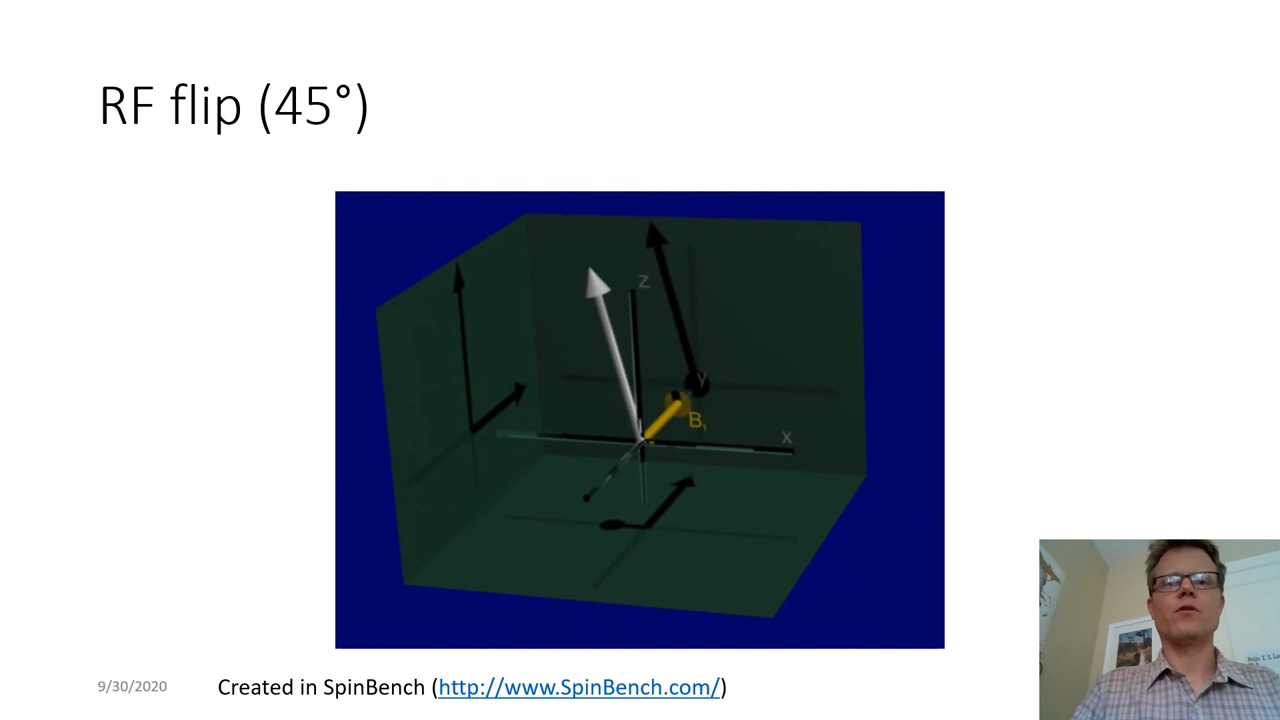 RF flip (45°)
Z
Y
B₁
X
9/30/2020
Created in SpinBench (http://www.SpinBench.com/)